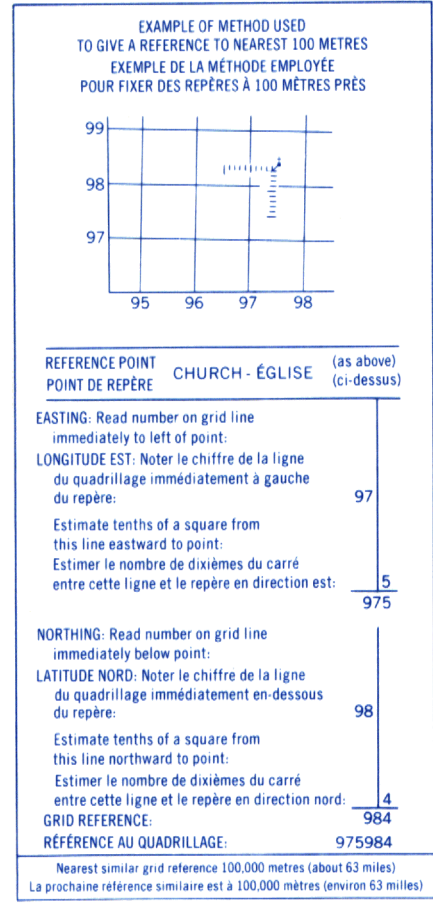 EXAMPLE OF METHOD USED
TO GIVE A REFERENCE TO NEAREST 100 METRES
EXEMPLE DE LA MÉTHODE EMPLOYÉE
POUR FIXER DES REPÈRES À 100 MÈTRES PRÈS
99
98
97
95 96 97 98
REFERENCE POINT
POINT DE REPÈRE
CHURCH - ÉGLISE
(as above)
(ci-dessus)
EASTING: Read number on grid line
immediately to left of point:
LONGITUDE EST: Noter le chiffre de la ligne
du quadrillage immédiatement à gauche
du repère: 97
Estimate tenths of a square from
this line eastward to point:
Estimer le nombre de dixièmes du carré
entre cette ligne et le repère en direction est: 5
975
NORTHING: Read number on grid line
immediately below point:
LATITUDE NORD: Noter le chiffre de la ligne
du quadrillage immédiatement en-dessous
du repère: 98
Estimate tenths of a square from
this line northward to point:
Estimer le nombre de dixièmes du carré
entre cette ligne et le repère en direction nord: 4
GRID REFERENCE: 984
RÉFÉRENCE AU QUADRILLAGE: 975984
Nearest similar grid reference 100,000 metres (about 63 miles)
La prochaine référence similaire est à 100,000 mètres (environ 63 milles)